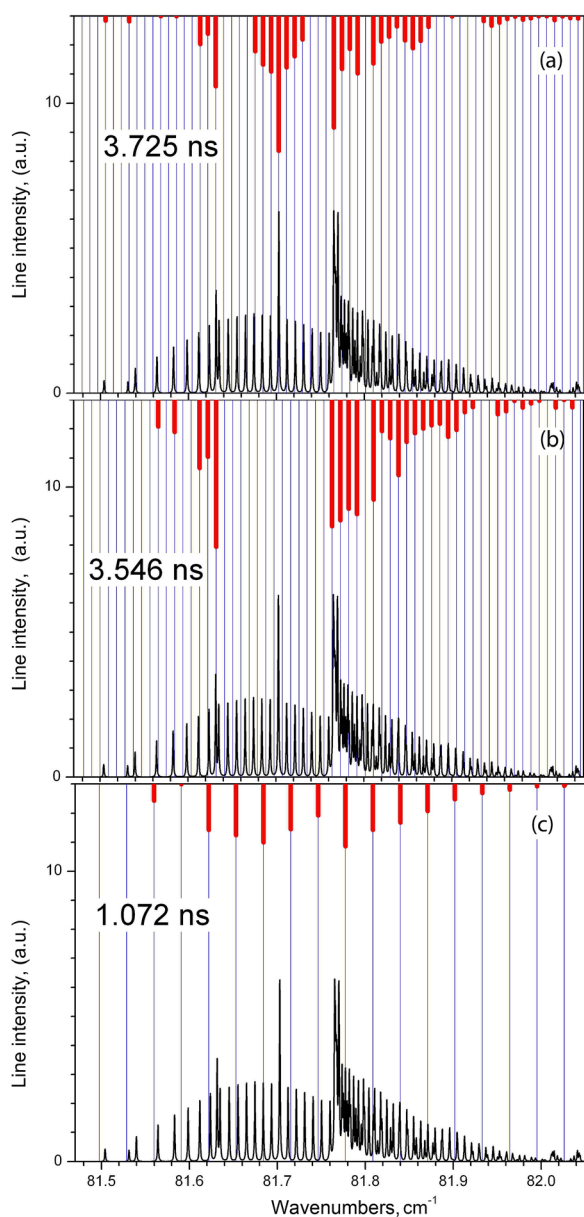 (a)
10
3.725 ns
Line intensity, (a.u.)
0
(b)
10
3.546 ns
Line intensity, (a.u.)
0
(c)
10
1.072 ns
Line intensity, (a.u.)
0
81.5 81.6 81.7 81.8 81.9 82.0
Wavenumbers, cm⁻¹